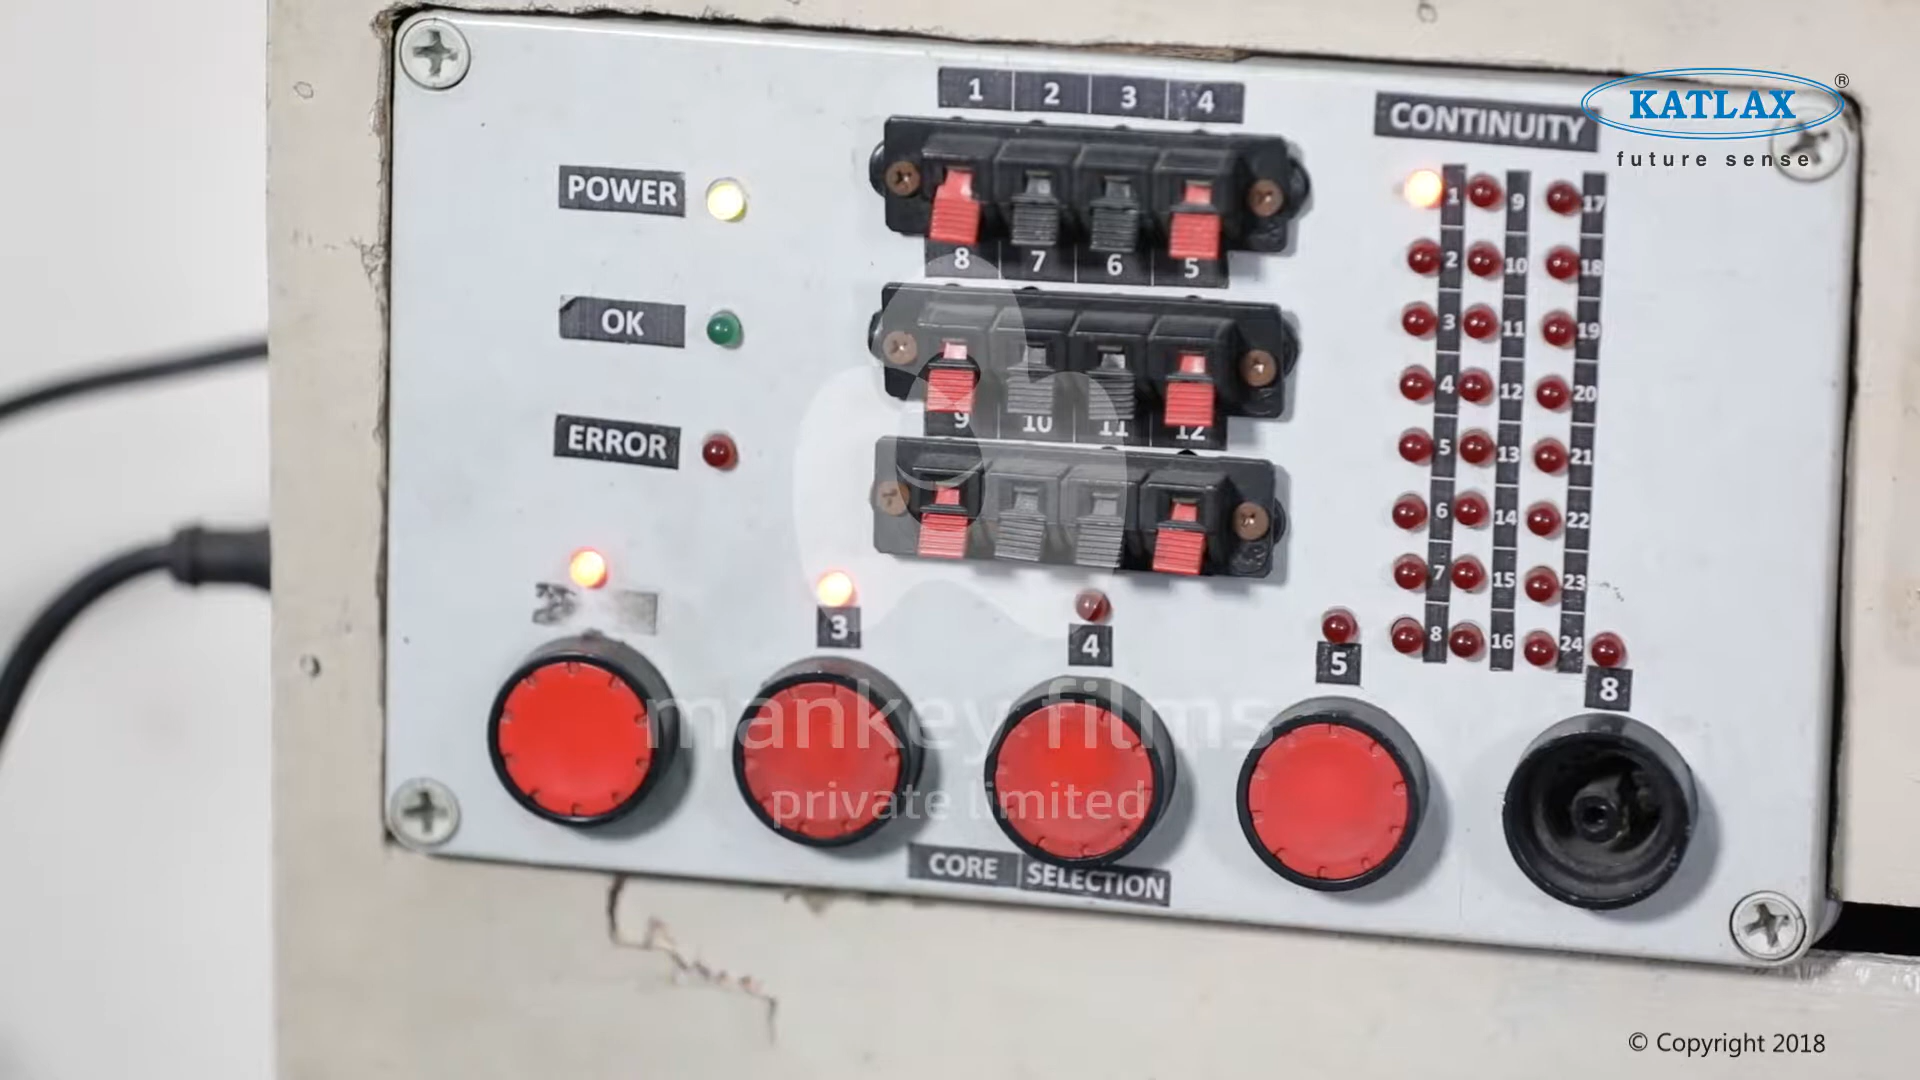 KATLAX ®
future sense
1 2 3 4
CONTINUITY
POWER
8 7 6 5
OK
9 10 11 12
ERROR
1 9 17
2 10 18
3 11 19
4 12 20
5 13 21
6 14 22
7 15 23
8 16 24
3 4 5 8
mankey films
private limited
CORE SELECTION
© Copyright 2018